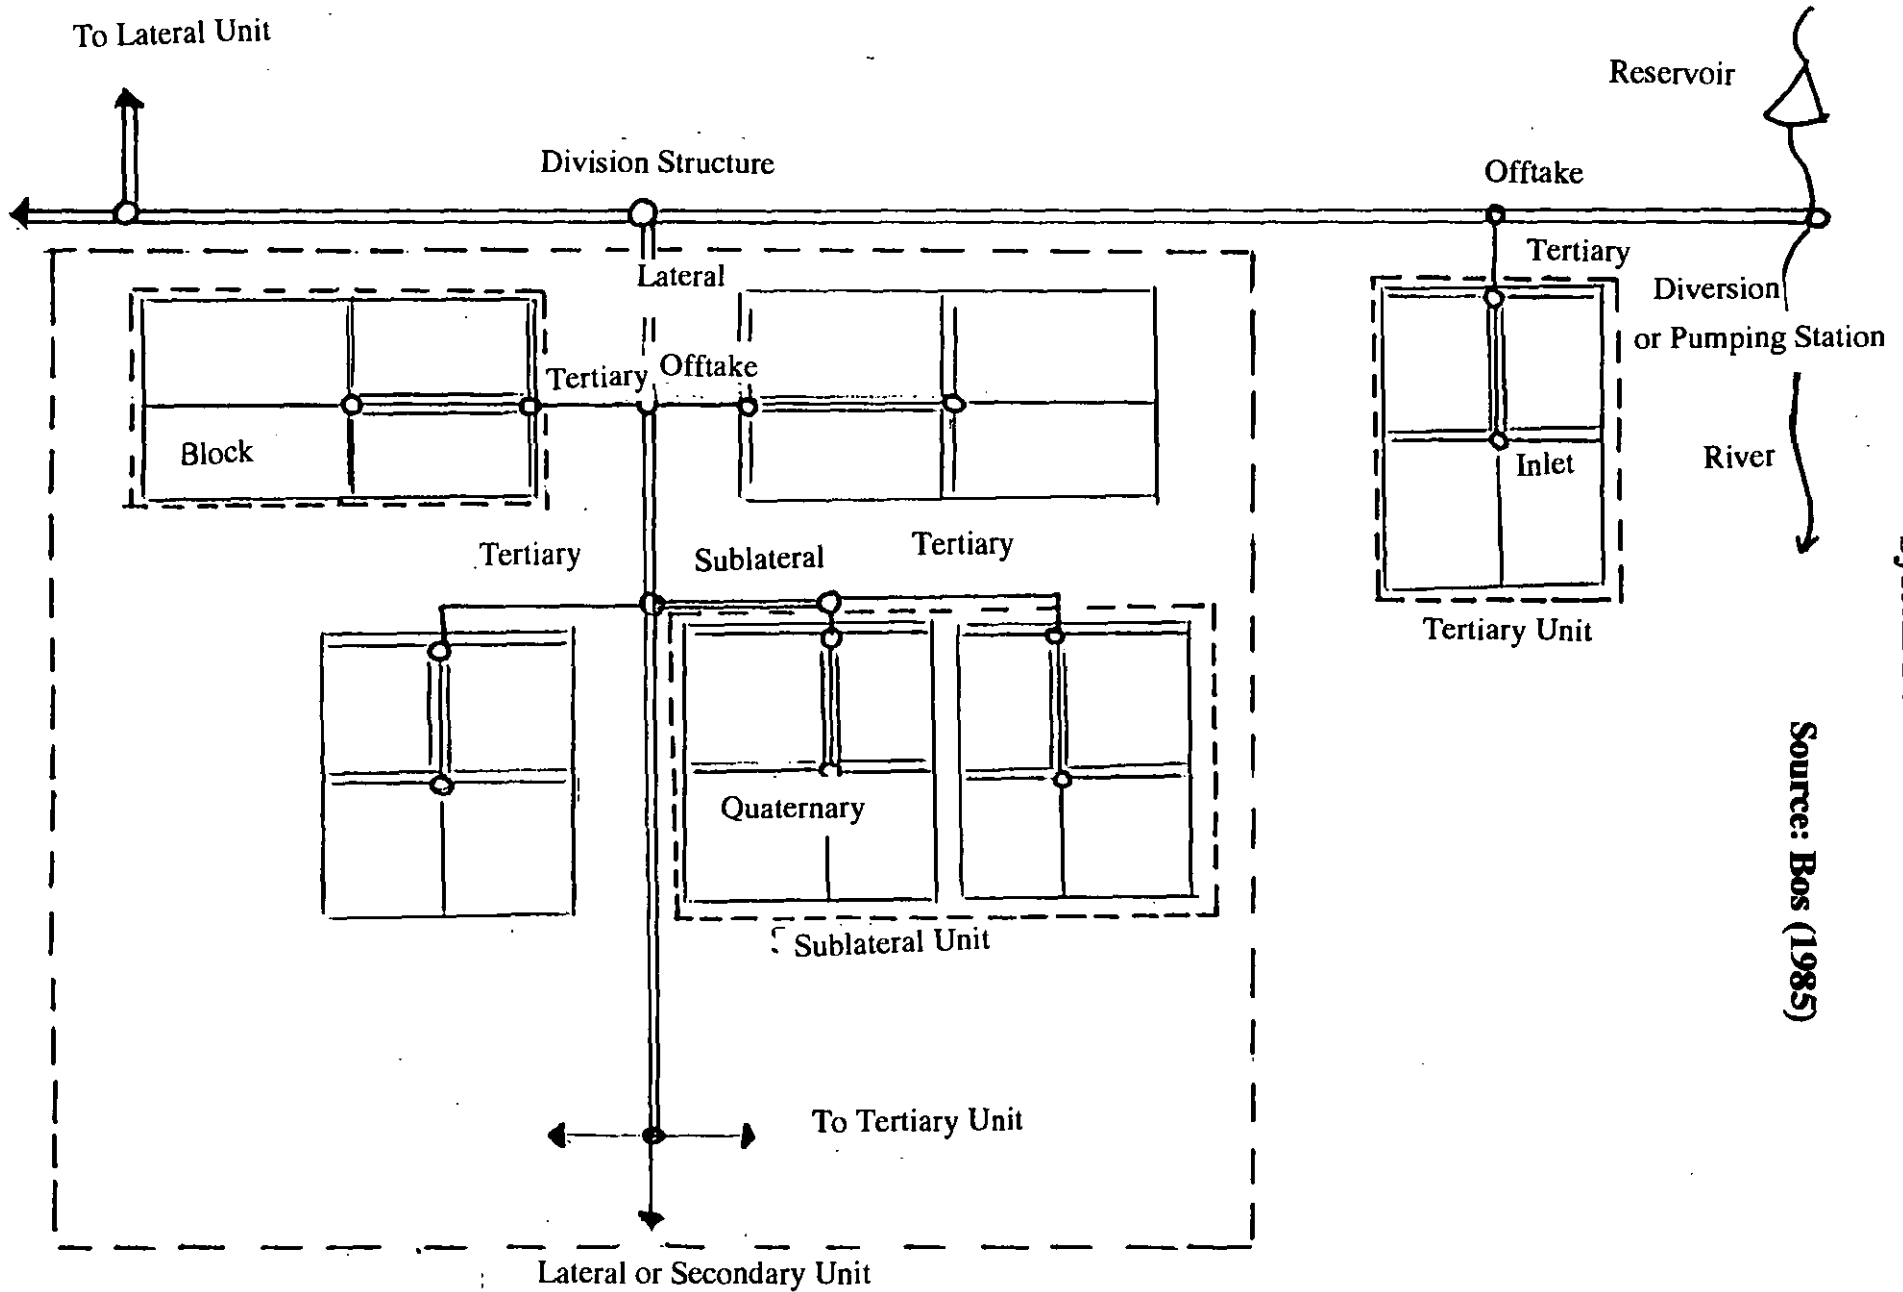 To Lateral Unit
Reservoir
Division Structure
Offtake
Tertiary
Lateral
Diversion
or Pumping Station
Tertiary
Offtake
Block
Inlet
River
Tertiary
Sublateral
Tertiary
Tertiary Unit
Quaternary
Sublateral Unit
Source: Bos (1985)
To Tertiary Unit
Lateral or Secondary Unit